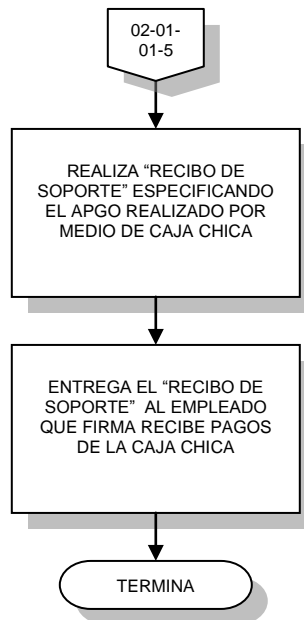 02-01-
01-5
REALIZA “RECIBO DE
SOPORTE” ESPECIFICANDO
EL APGO REALIZADO POR
MEDIO DE CAJA CHICA
ENTREGA EL “RECIBO DE
SOPORTE” AL EMPLEADO
QUE FIRMA RECIBE PAGOS
DE LA CAJA CHICA
TERMINA